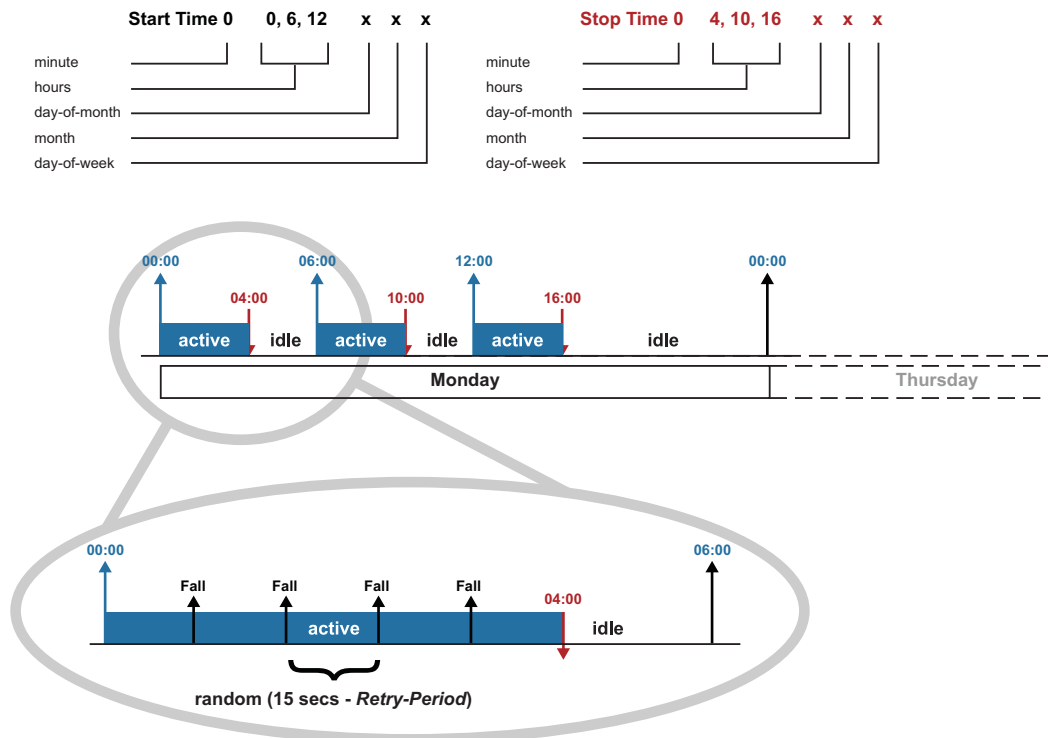 Start Time 0 0, 6, 12 x x x
minute
hours
day-of-month
month
day-of-week
Stop Time 0 4, 10, 16 x x x
minute
hours
day-of-month
month
day-of-week
00:00 06:00 12:00 00:00
04:00 10:00 16:00
active idle active idle active idle
Monday Thursday
00:00 06:00
Fall Fall Fall Fall
04:00
active idle
random (15 secs - Retry-Period)